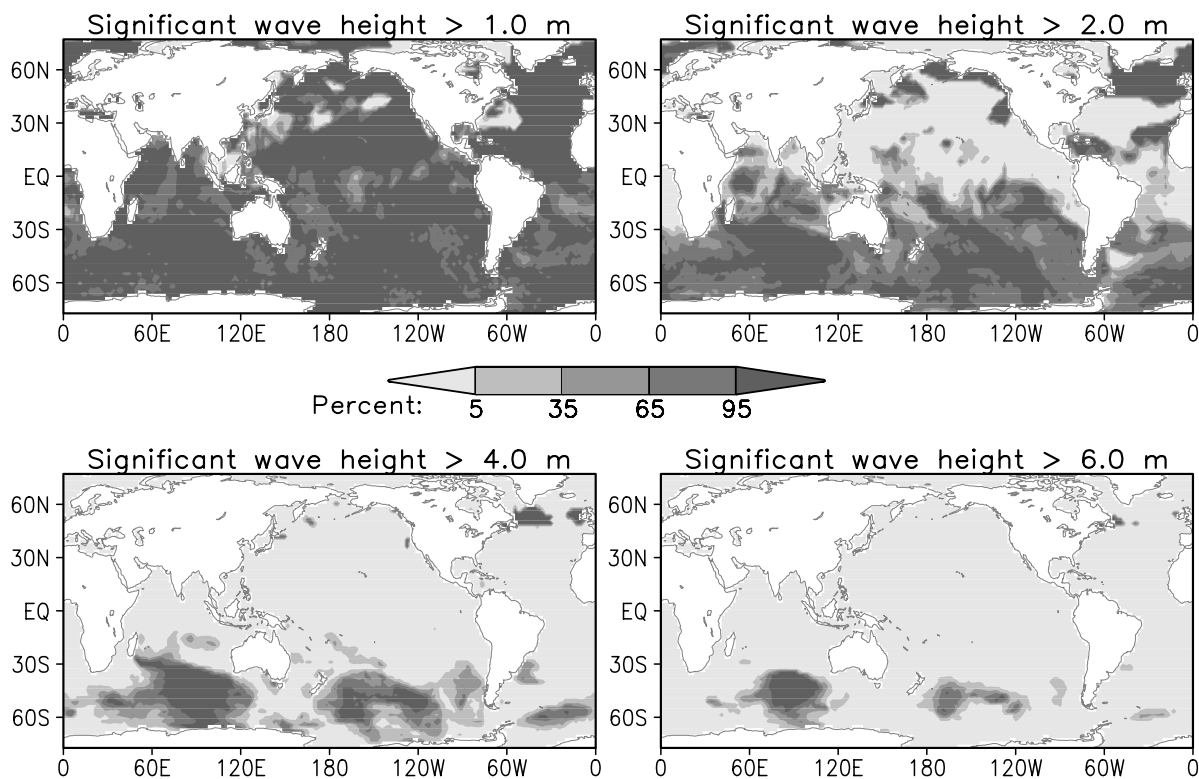 Significant wave height > 1.0 m
Significant wave height > 2.0 m
60N
30N
EQ
30S
60S
0 60E 120E 180 120W 60W 0
60N
30N
EQ
30S
60S
0 60E 120E 180 120W 60W 0
Percent: 5 35 65 95
Significant wave height > 4.0 m
Significant wave height > 6.0 m
60N
30N
EQ
30S
60S
0 60E 120E 180 120W 60W 0
60N
30N
EQ
30S
60S
0 60E 120E 180 120W 60W 0